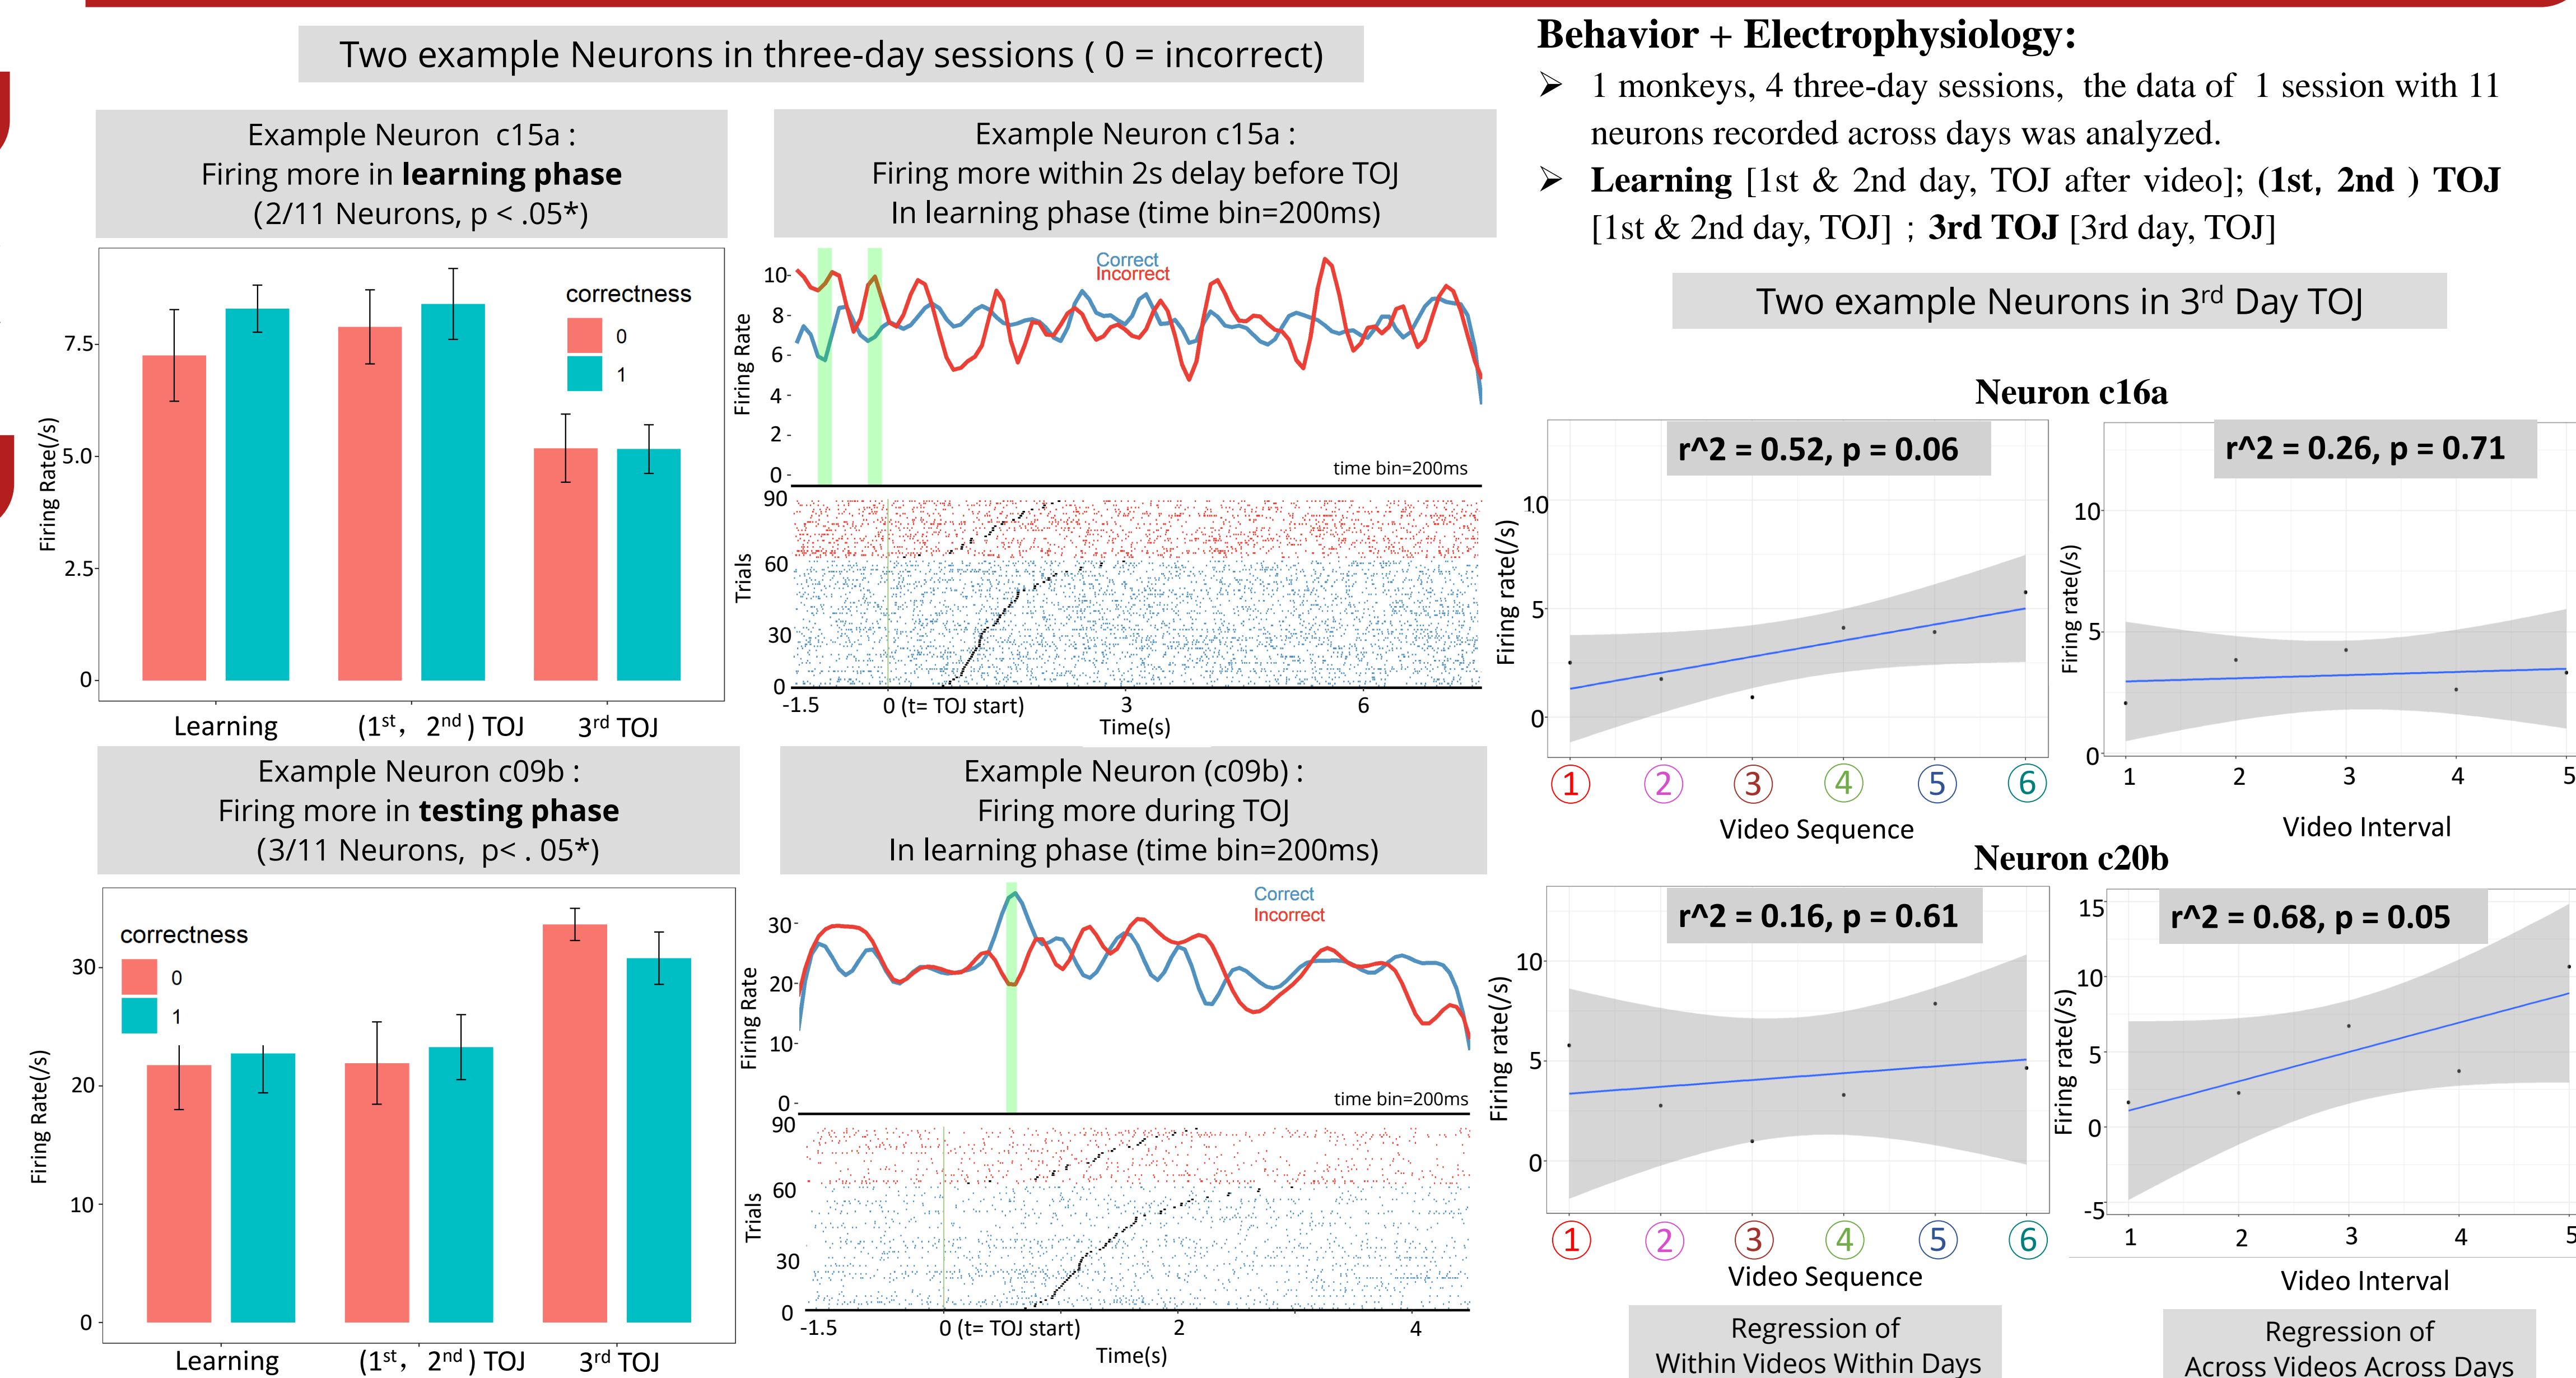 Two example Neurons in three-day sessions ( 0 = incorrect)
Example Neuron c15a :
Firing more in learning phase
(2/11 Neurons, p < .05*)
Firing Rate(/s)
7.5
5.0
2.5
0
correctness
0
1
Learning
(1st, 2nd ) TOJ
3rd TOJ
Example Neuron c15a :
Firing more within 2s delay before TOJ
In learning phase (time bin=200ms)
Correct
Incorrect
Firing Rate
10
8
6
4
2
0
time bin=200ms
Trials
90
60
30
0
-1.5
0 (t= TOJ start)
3
6
Time(s)
Example Neuron c09b :
Firing more in testing phase
(3/11 Neurons, p< . 05*)
correctness
0
1
Firing Rate(/s)
30
20
10
0
Learning
(1st, 2nd ) TOJ
3rd TOJ
Example Neuron (c09b) :
Firing more during TOJ
In learning phase (time bin=200ms)
Correct
Incorrect
Firing Rate
30
20
10
0
time bin=200ms
Trials
90
60
30
0
-1.5
0 (t= TOJ start)
2
4
Time(s)
Behavior + Electrophysiology:
➢ 1 monkeys, 4 three-day sessions, the data of 1 session with 11
neurons recorded across days was analyzed.
➢ Learning [1st & 2nd day, TOJ after video]; (1st, 2nd ) TOJ
[1st & 2nd day, TOJ] ; 3rd TOJ [3rd day, TOJ]
Two example Neurons in 3rd Day TOJ
Neuron c16a
r^2 = 0.52, p = 0.06
Firing rate(/s)
10
5
0
1 2 3 4 5 6
Video Sequence
r^2 = 0.26, p = 0.71
Firing rate(/s)
10
5
0
1 2 3 4 5
Video Interval
Neuron c20b
r^2 = 0.16, p = 0.61
Firing rate(/s)
10
5
0
1 2 3 4 5 6
Video Sequence
r^2 = 0.68, p = 0.05
Firing rate(/s)
15
10
5
0
-5
1 2 3 4 5
Video Interval
Regression of
Within Videos Within Days
Regression of
Across Videos Across Days